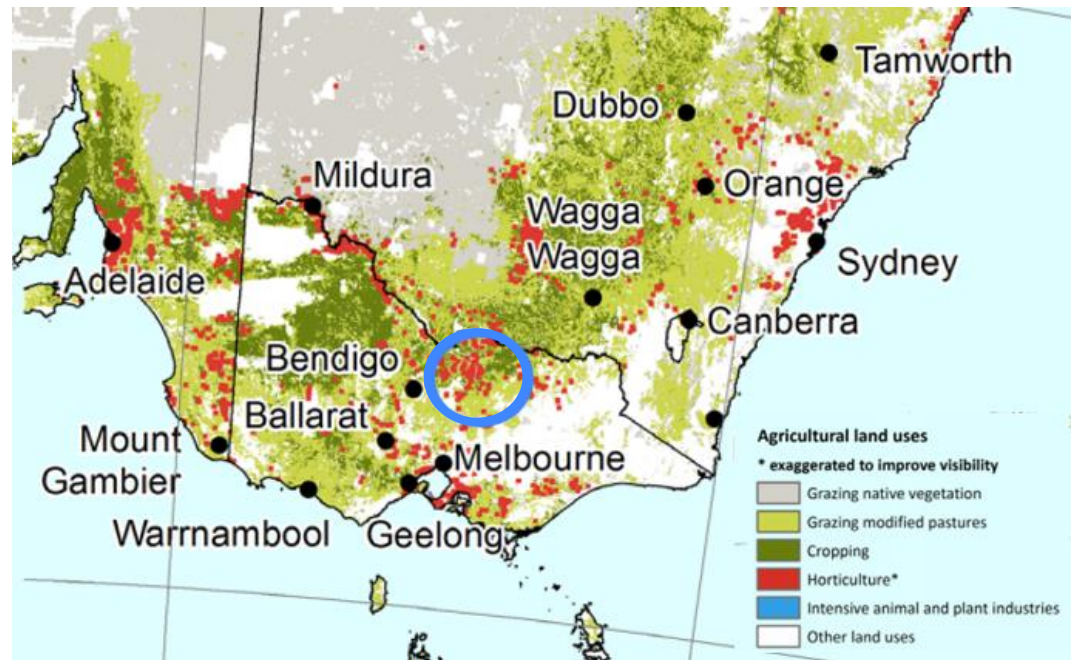 Tamworth
Dubbo
Mildura
Orange
Wagga
Wagga
Sydney
Adelaide
Canberra
Bendigo
Ballarat
Mount
Gambier
Melbourne
Warrnambool
Geelong
Agricultural land uses
* exaggerated to improve visibility
Grazing native vegetation
Grazing modified pastures
Cropping
Horticulture*
Intensive animal and plant industries
Other land uses